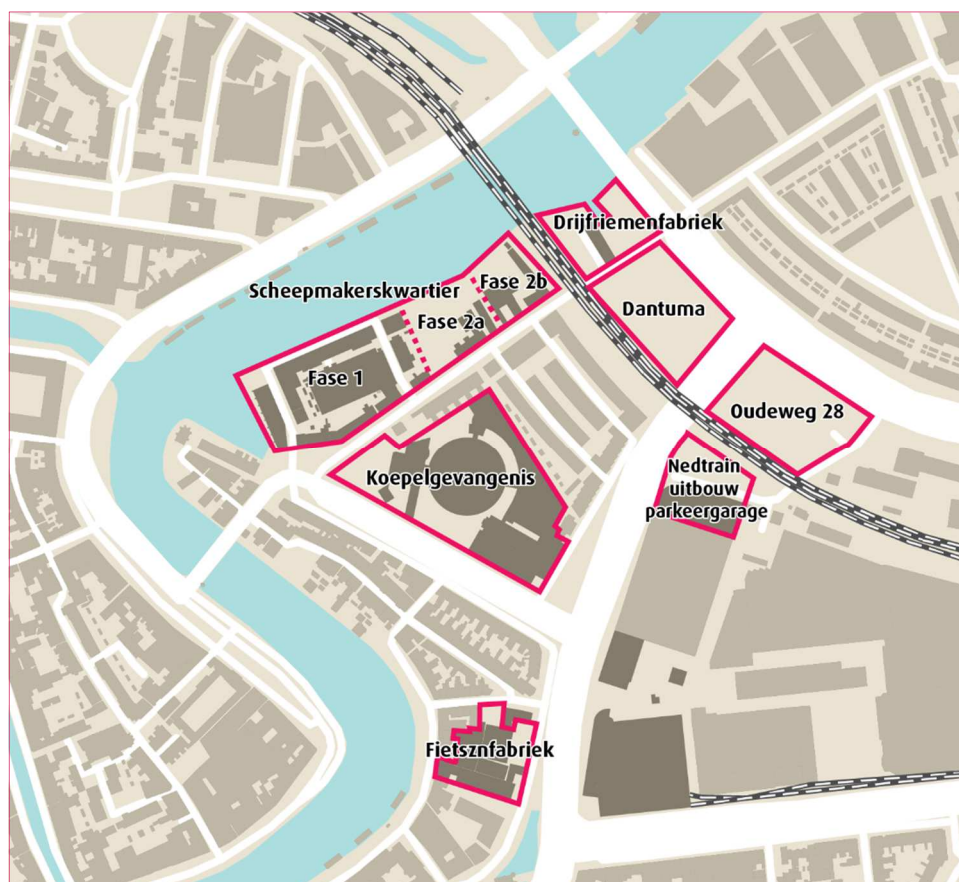 Drijfriemenfabriek
Fase 2b
Scheepmakerskwartier
Dantuma
Fase 2a
Fase 1
Oudeweg 28
Koepelgevangenis
Nedtrain
uitbouw
parkeergarage
Fietsznfabriek